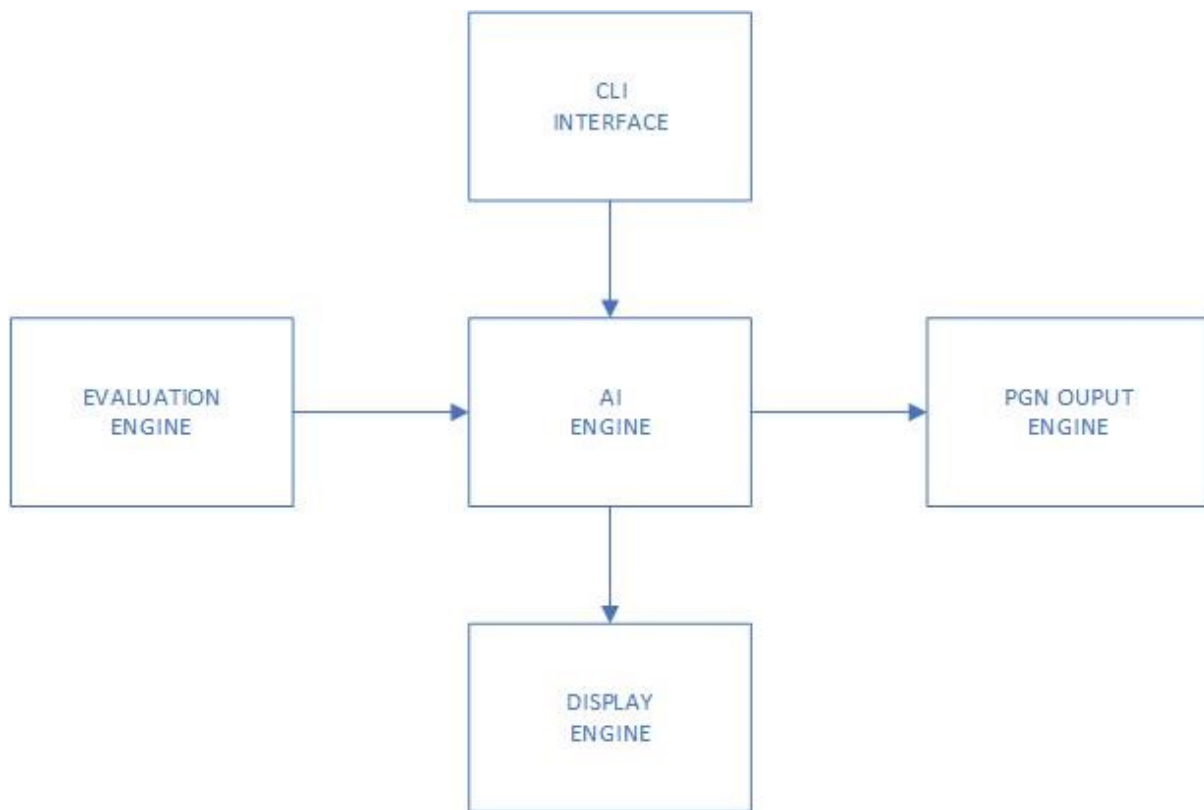 CLI
INTERFACE
EVALUATION
ENGINE
AI
ENGINE
PGN OUPUT
ENGINE
DISPLAY
ENGINE